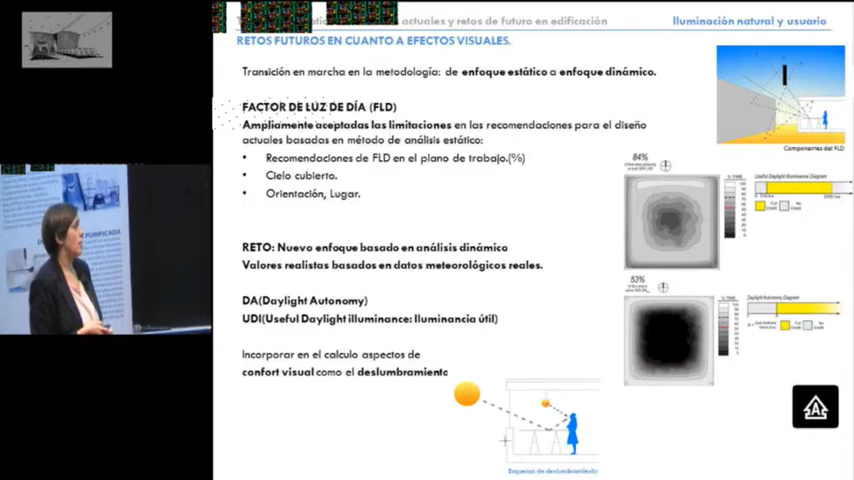 actuales y retos de futuro en edificación
Iluminación natural y usuario
RETOS FUTUROS EN CUANTO A EFECTOS VISUALES.
Transición en marcha en la metodología: de enfoque estático a enfoque dinámico.
FACTOR DE LUZ DE DÍA (FLD)
Ampliamente aceptadas las limitaciones en las recomendaciones para el diseño
actuales basadas en método de análisis estático:
• Recomendaciones de FLD en el plano de trabajo.(%)
• Cielo cubierto.
• Orientación, Lugar.
Componentes del FLD
84%
% TIME
Useful Daylight Illuminance Diagram
RETO: Nuevo enfoque basado en análisis dinámico
Valores realistas basados en datos meteorológicos reales.
53%
% TIME
Daylight Autonomy Diagram
DA(Daylight Autonomy)
UDI(Useful Daylight illuminance: Iluminancia útil)
Incorporar en el calculo aspectos de
confort visual como el deslumbramiento
Esquema de deslumbramiento
PURIFICADA